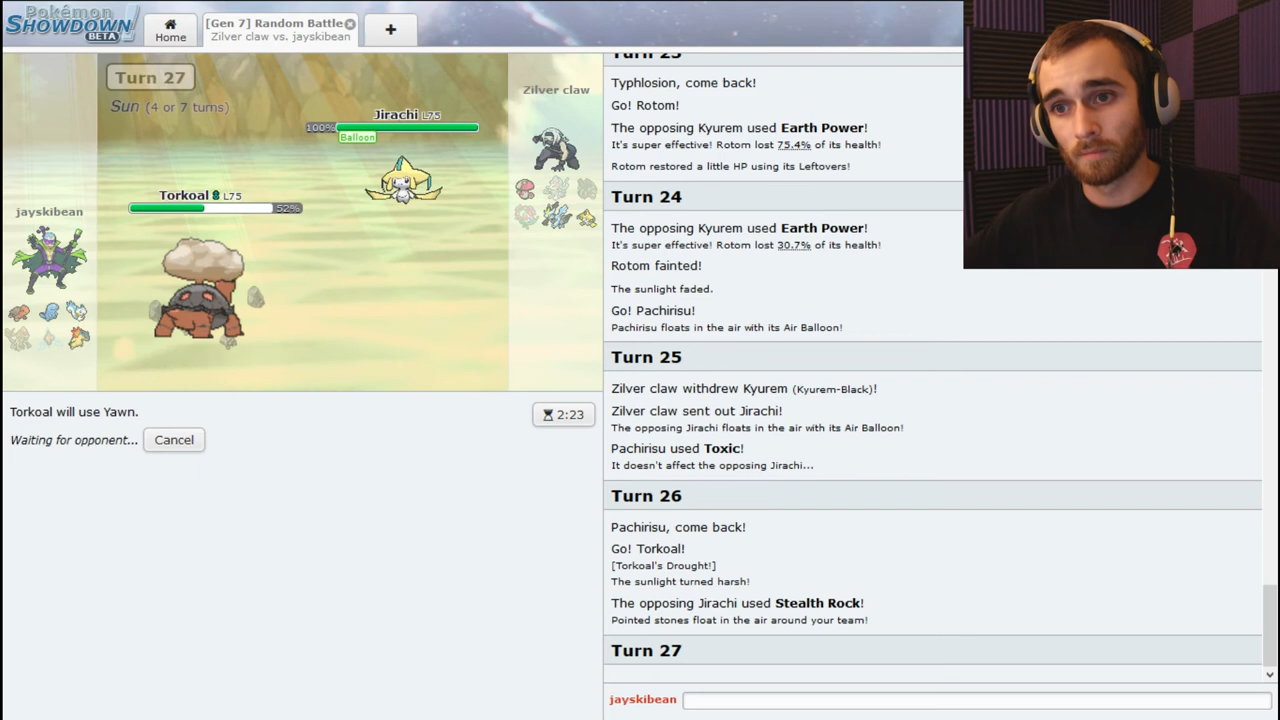 Pokémon
SHOWDOWN!
BETA
Home
[Gen 7] Random Battle
Zilver claw vs. jayskibean
+
Turn 27
Sun (4 or 7 turns)
Zilver claw
Jirachi L75
100%
Balloon
Torkoal L75
52%
jayskibean
Torkoal will use Yawn.
2:23
Waiting for opponent...
Cancel
Turn 23
Typhlosion, come back!
Go! Rotom!
The opposing Kyurem used Earth Power!
It's super effective! Rotom lost 75.4% of its health!
Rotom restored a little HP using its Leftovers!
Turn 24
The opposing Kyurem used Earth Power!
It's super effective! Rotom lost 30.7% of its health!
Rotom fainted!
The sunlight faded.
Go! Pachirisu!
Pachirisu floats in the air with its Air Balloon!
Turn 25
Zilver claw withdrew Kyurem (Kyurem-Black)!
Zilver claw sent out Jirachi!
The opposing Jirachi floats in the air with its Air Balloon!
Pachirisu used Toxic!
It doesn't affect the opposing Jirachi...
Turn 26
Pachirisu, come back!
Go! Torkoal!
[Torkoal's Drought!]
The sunlight turned harsh!
The opposing Jirachi used Stealth Rock!
Pointed stones float in the air around your team!
Turn 27
jayskibean